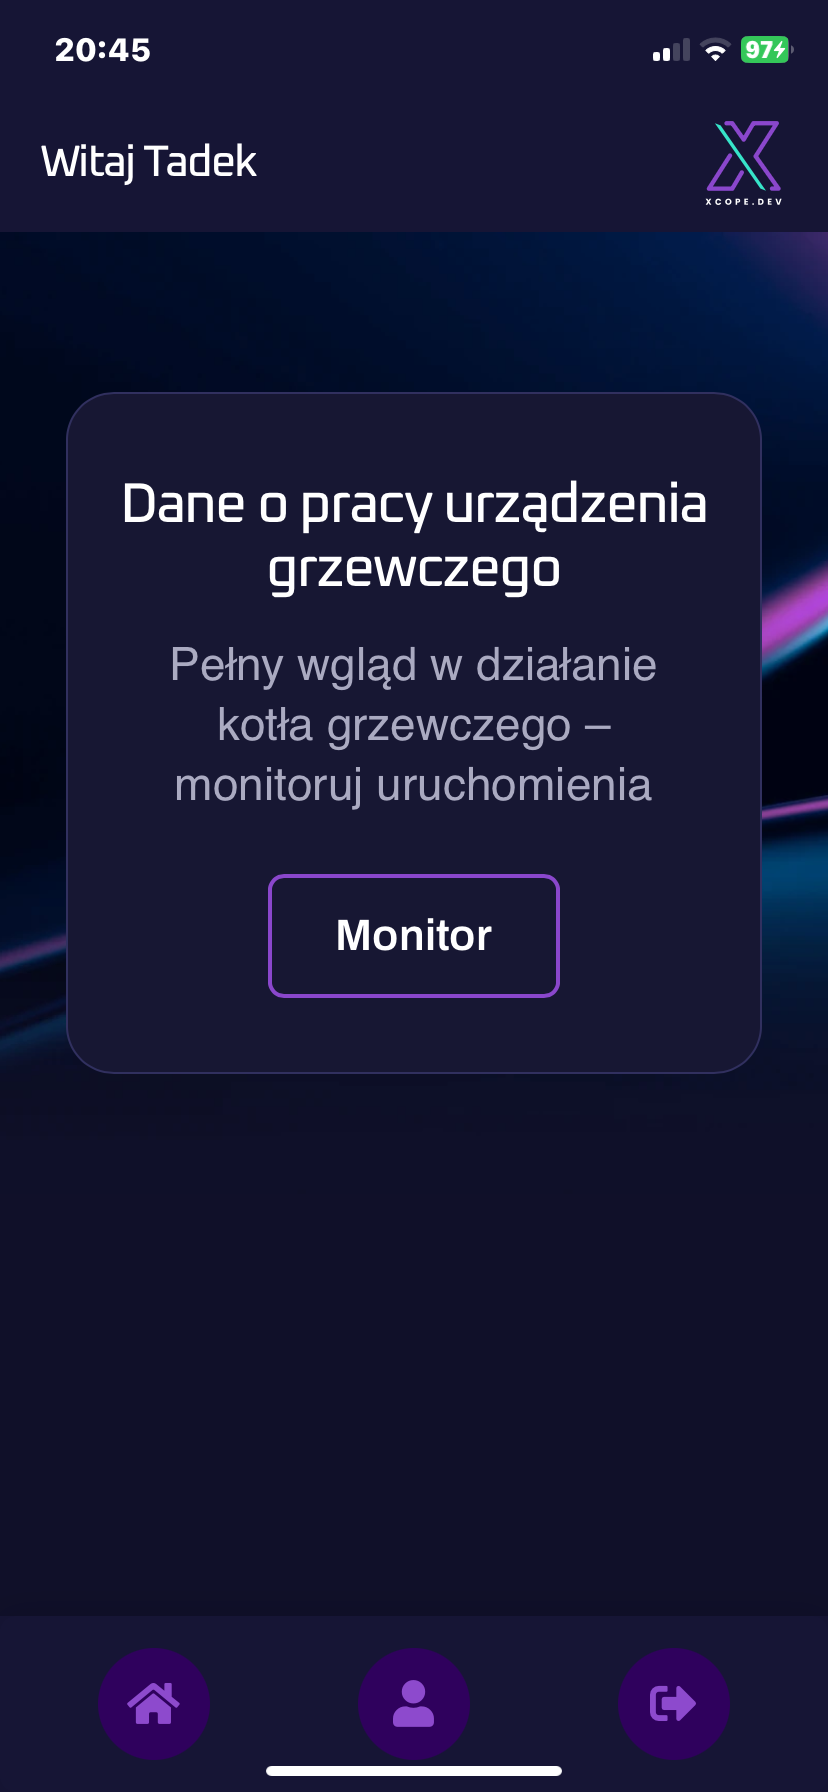 20:45
97
Witaj Tadek
XCOPE.DEV
Dane o pracy urządzenia
grzewczego
Pełny wgląd w działanie
kotła grzewczego –
monitoruj uruchomienia
Monitor